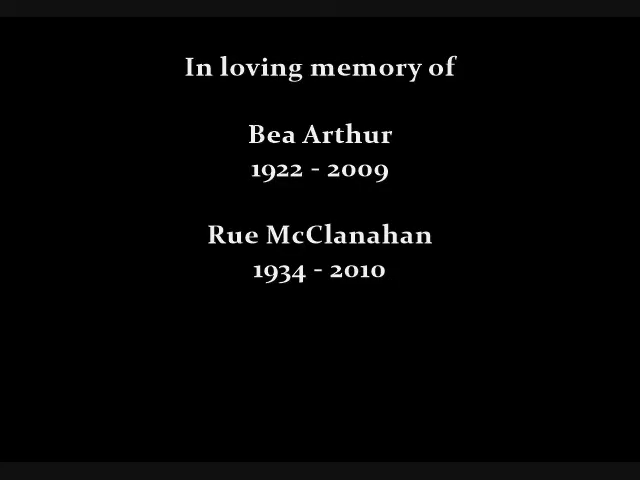 In loving memory of
Bea Arthur
1922 - 2009
Rue McClanahan
1934 - 2010